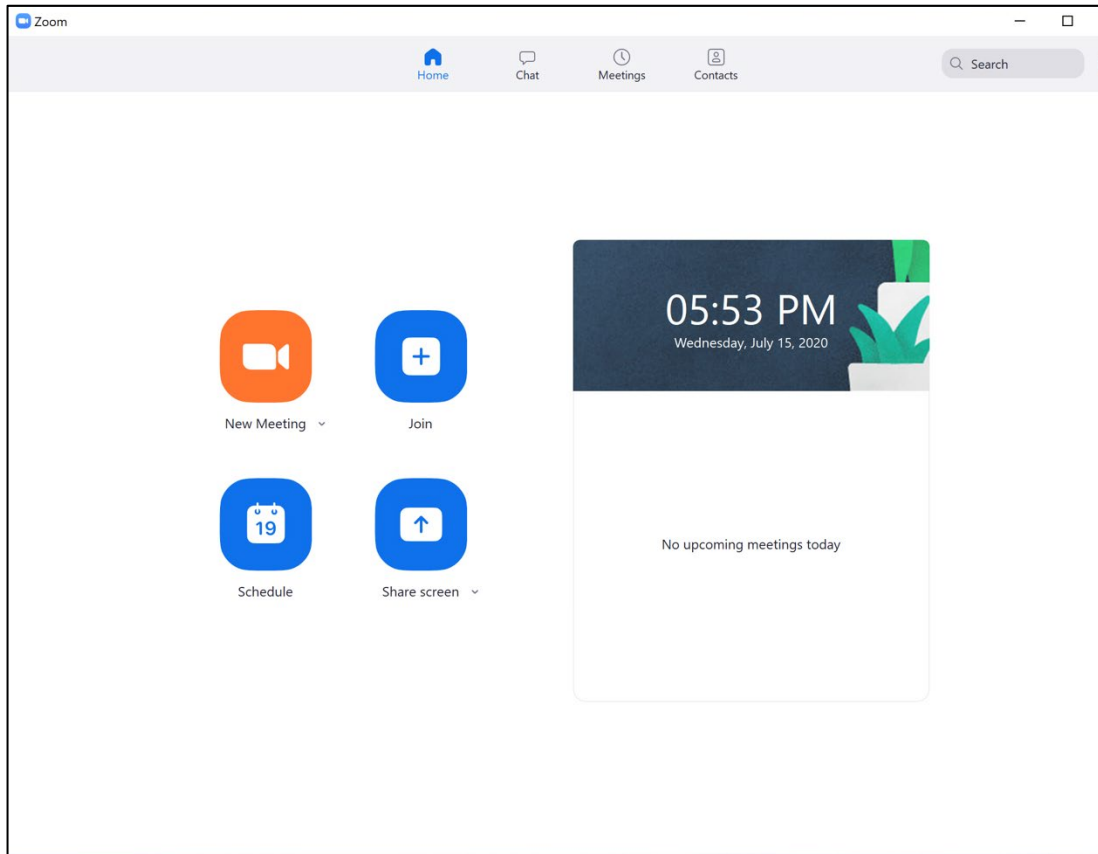 Zoom
Home
Chat
Meetings
Contacts
Search
05:53 PM
Wednesday, July 15, 2020
New Meeting
Join
19
Schedule
Share screen
No upcoming meetings today